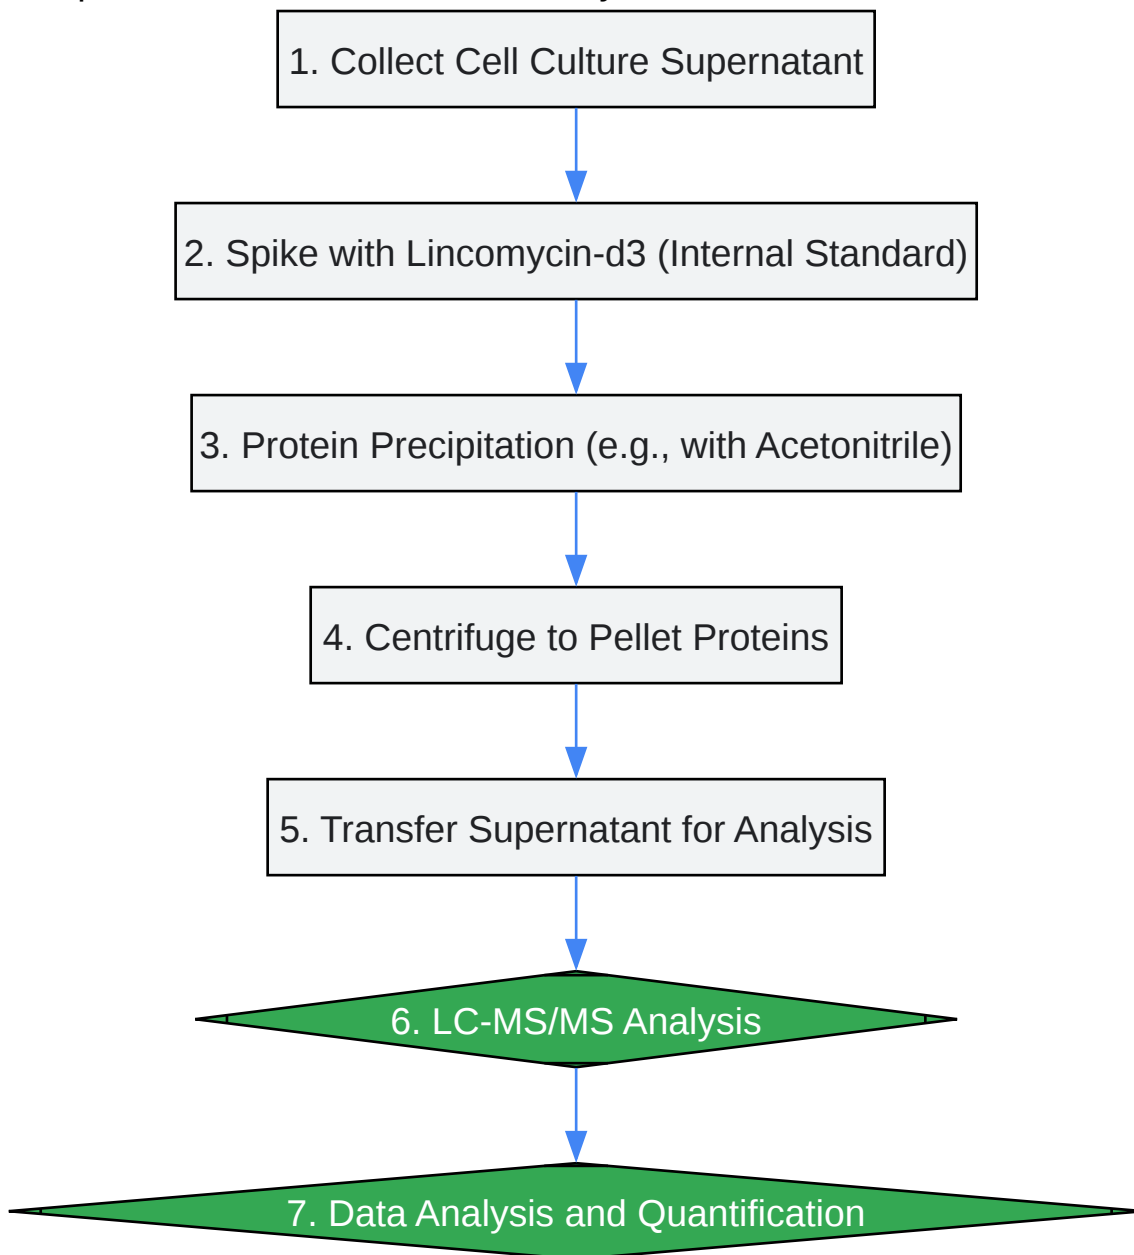 1. Collect Cell Culture Supernatant
2. Spike with Lincomycin-d3 (Internal Standard)
3. Protein Precipitation (e.g., with Acetonitrile)
4. Centrifuge to Pellet Proteins
5. Transfer Supernatant for Analysis
6. LC-MS/MS Analysis
7. Data Analysis and Quantification